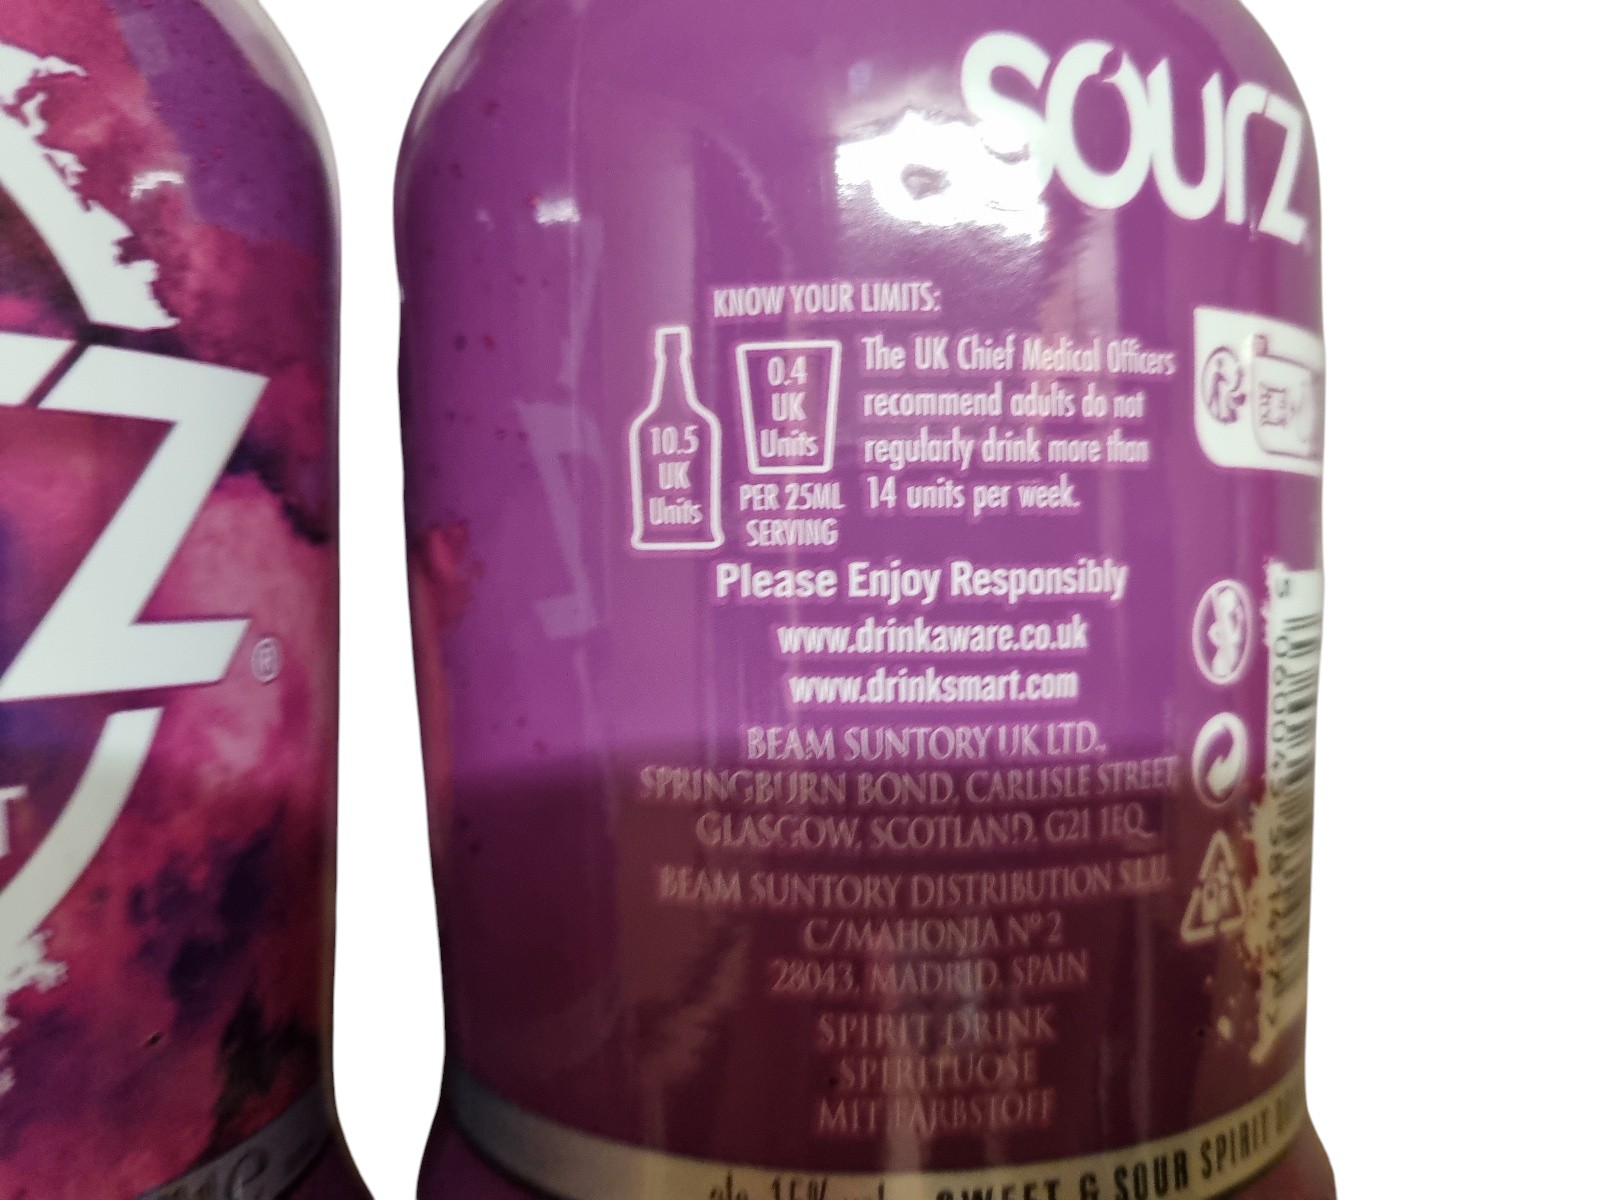 sourz
KNOW YOUR LIMITS:
10.5
UK
Units
0.4
UK
Units
PER 25ML
SERVING
The UK Chief Medical Officers
recommend adults do not
regularly drink more than
14 units per week.
Please Enjoy Responsibly
www.drinkaware.co.uk
www.drinksmart.com
BEAM SUNTORY UK LTD.,
SPRINGBURN BOND, CARLISLE STREET
GLASGOW, SCOTLAND, G21 1EQ
BEAM SUNTORY DISTRIBUTION S.L.U.
C/MAHONIA Nº 2
28043, MADRID, SPAIN
SPIRIT DRINK
SPIRITUOSE
MIT FARBSTOFF
alc. 15% vol
SWEET & SOUR SPIRIT
Z
®
T